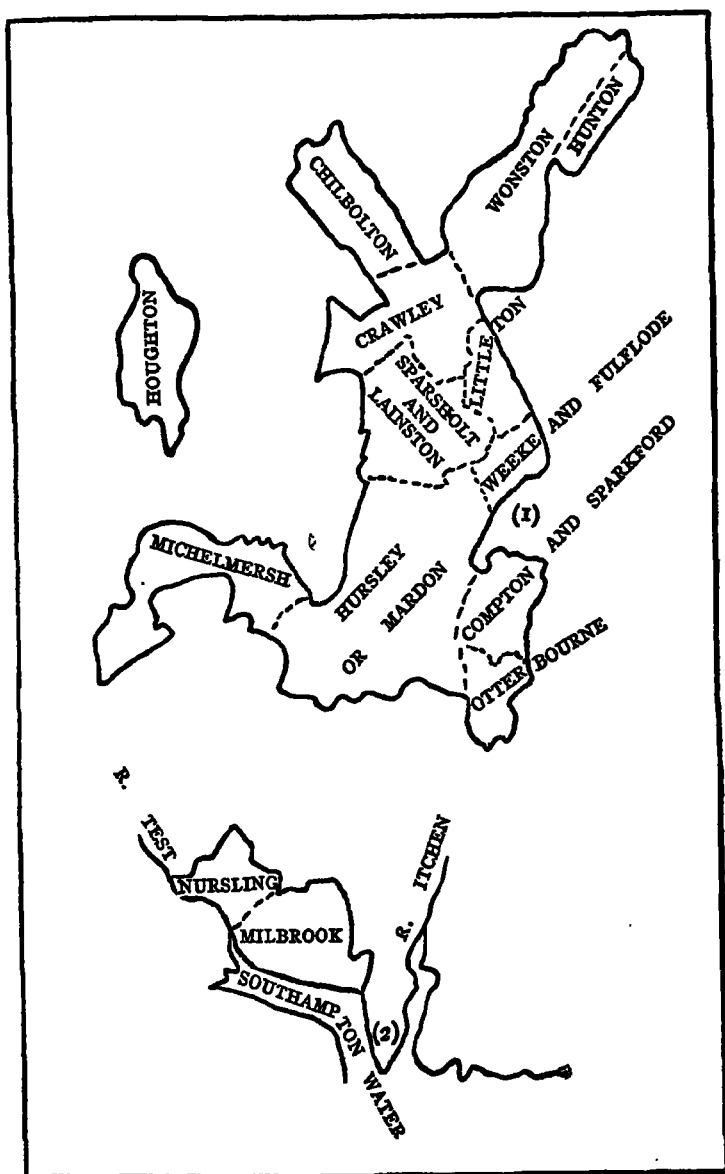 WONSTON
HUNTON
CHILBOLTON
HOUGHTON
CRAWLEY
LITTLETON
SPARSHOLT
AND
LAINSTON
WEEKE AND FULFLODE
(1)
MICHELMERSH
HURSLEY
OR MARDON
COMPTON AND SPARKFORD
OTTERBOURNE
R. TEST
R. ITCHEN
NURSLING
MILBROOK
SOUTHAMPTON WATER
(2)